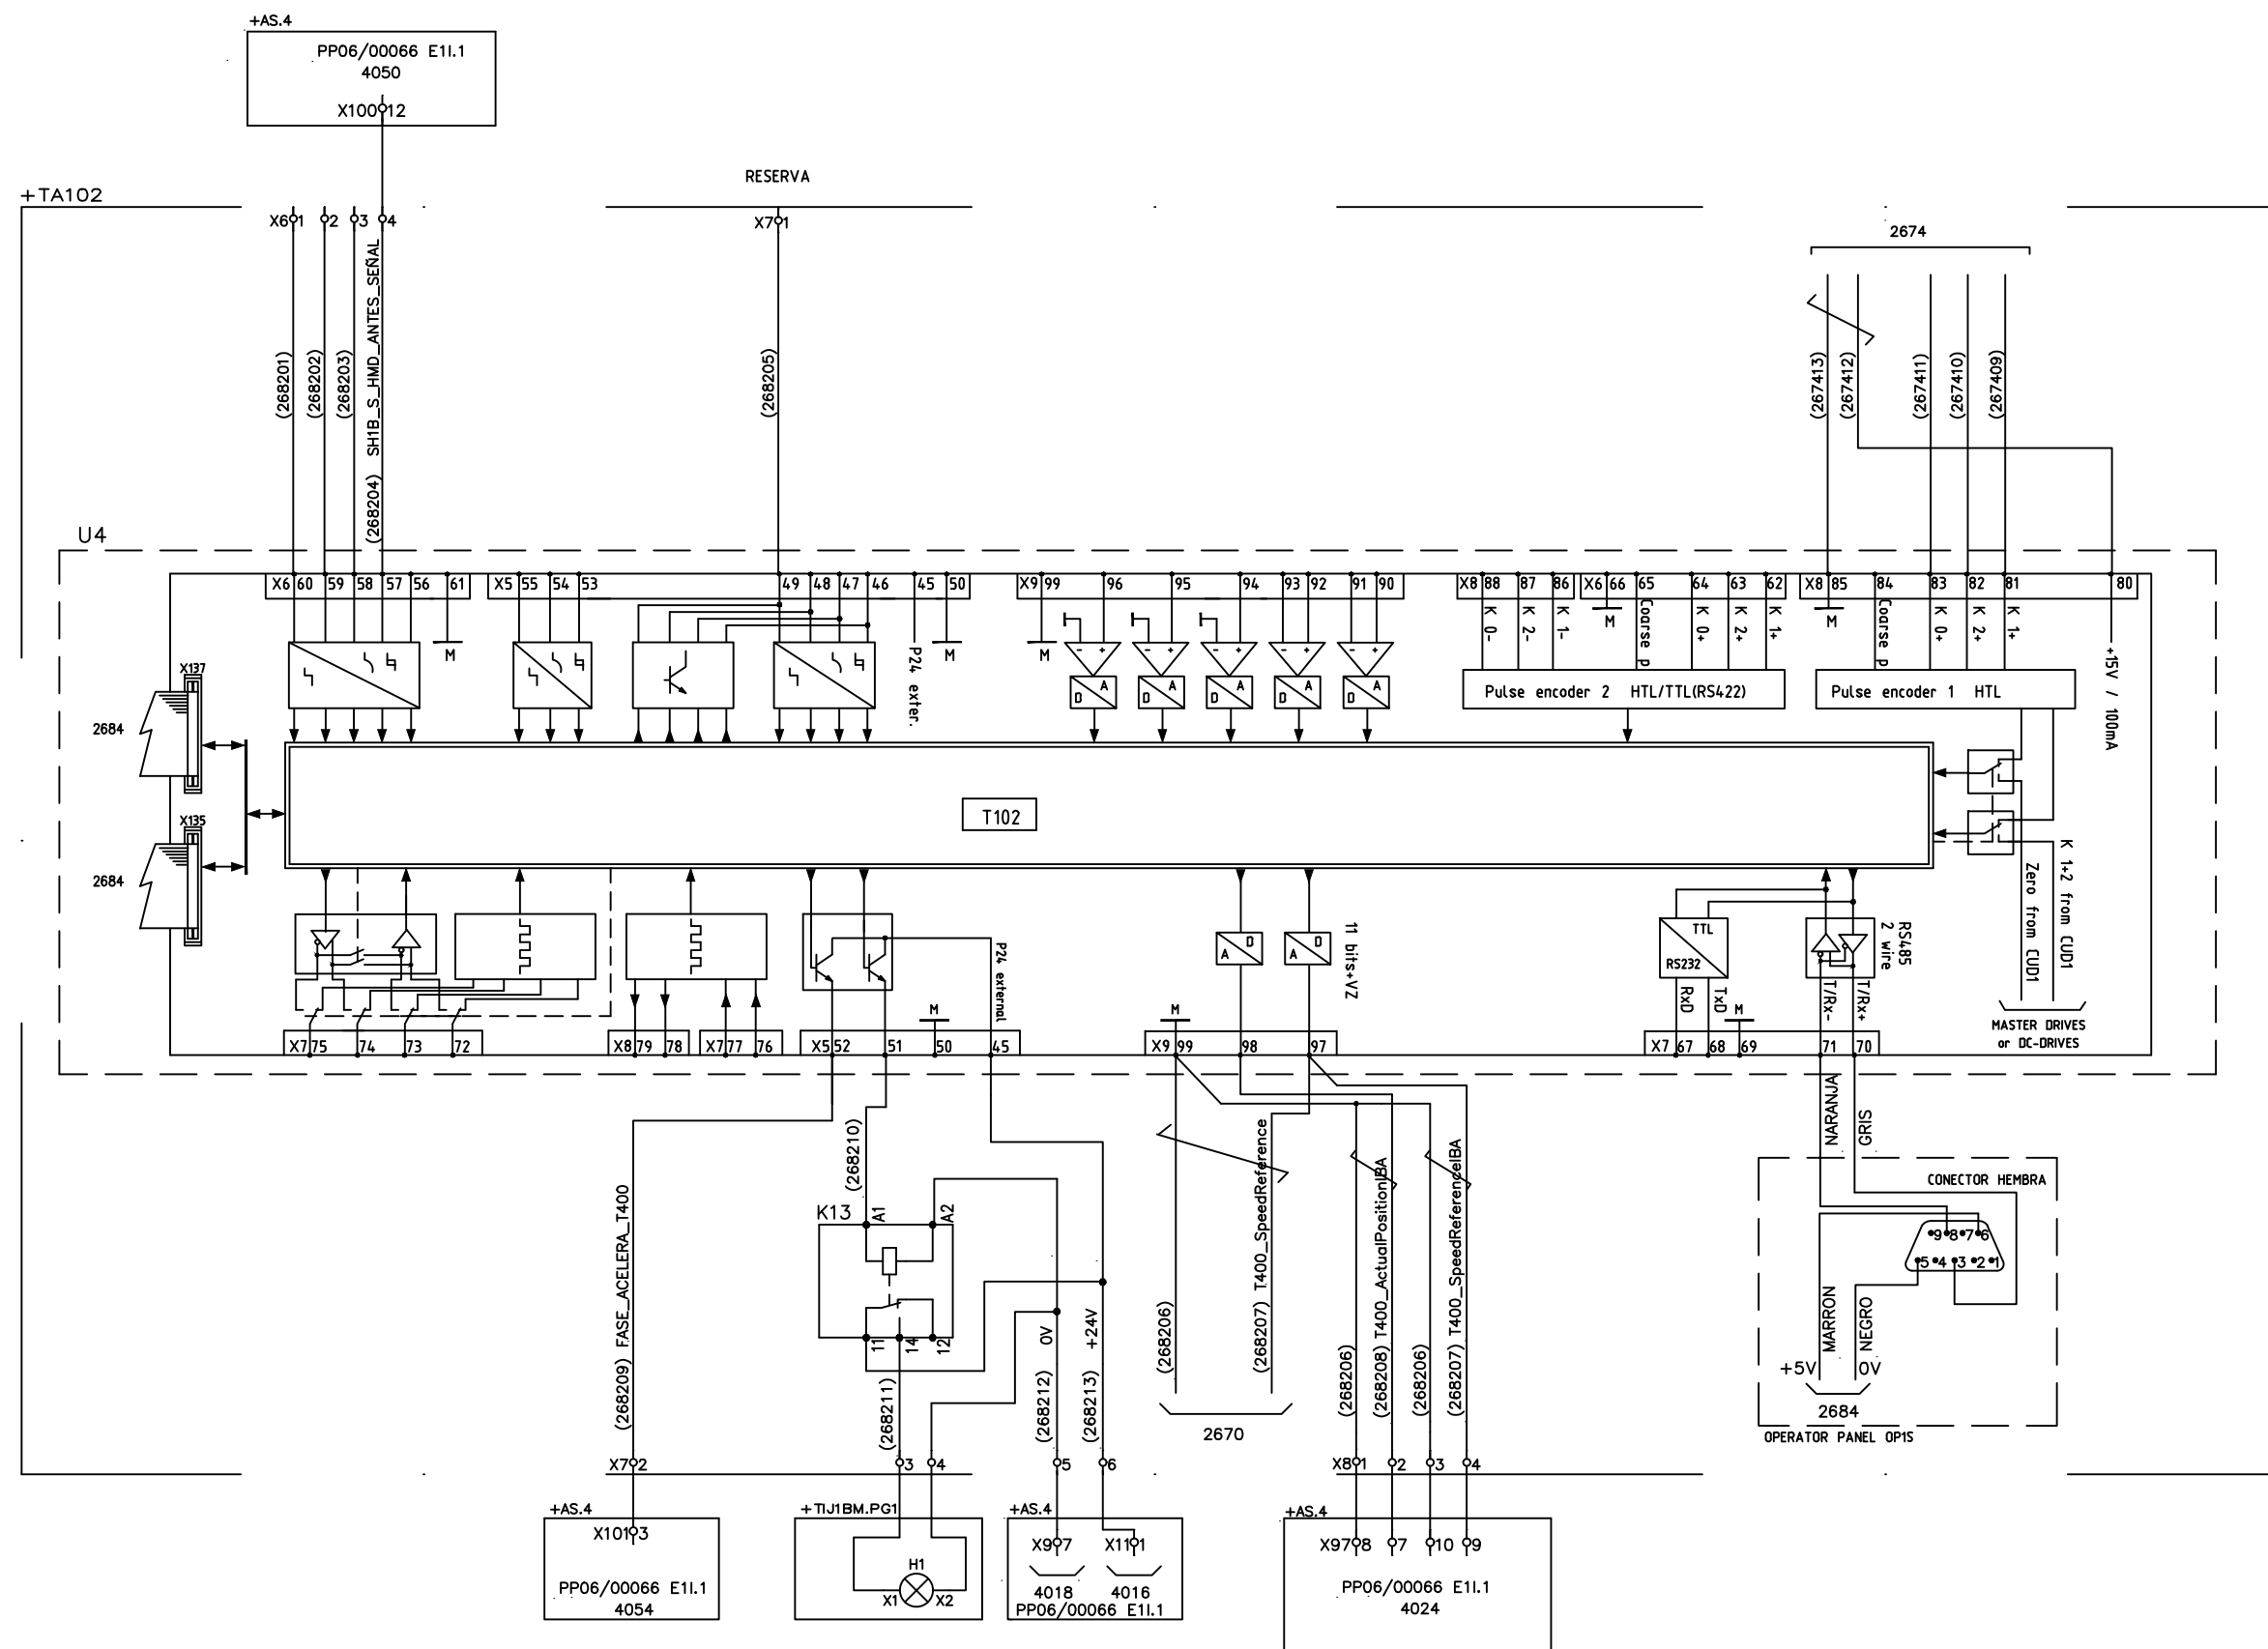 +AS.4
PP06/00066 E11.1
4050
X100 12
+TA102
RESERVA
X6 1 2 3 4
X7 1
2674
(268201)
(268202)
(268203)
(268204) SH1B_S_HMD_ANTES_SEÑAL
(268205)
(267413)
(267412)
(267411)
(267410)
(267409)
U4
X6 60 59 58 57 56 61
X5 55 54 53 49 48 47 46 45 50
X9 99 96 95 94 93 92 91 90
X8 88 87 86
X6 66 65 64 63 62
X8 85 84 83 82 81 80
M
P24 exter.
M
M
K 0-
K 2-
K 1-
M
Coarse p
K 0+
K 2+
K 1+
M
Coarse p
K 0+
K 2+
K 1+
+15V / 100mA
- + - + - + - + - +
D A D A D A D A D A
Pulse encoder 2 HTL/TTL(RS422)
Pulse encoder 1 HTL
X137
2684
X135
2684
T102
K 1+2 from CUD1
Zero from CUD1
MASTER DRIVES
or DC-DRIVES
P24 external
D A
D A
11 bits+VZ
TTL
RS232
RS485
2 wire
RxD
TxD
T/Rx-
T/Rx+
M
M
M
X7 75 74 73 72
X8 79 78
X7 77 76
X5 52 51 50 45
X9 99 98 97
X7 67 68 69 71 70
NARANJA
GRIS
(268210)
K13
A1
A2
11
14
12
(268209) FASE_ACELERA_T400
(268211)
(268212) 0V
(268213) +24V
(268206)
(268207) T400_SpeedReference
2670
(268206)
(268208) T400_ActualPositionIBA
(268206)
(268207) T400_SpeedReferenceIBA
CONECTOR HEMBRA
9 8 7 6
5 4 3 2 1
MARRON
NEGRO
+5V
0V
2684
OPERATOR PANEL OP1S
X7 2 3 4 5 6
X8 1 2 3 4
+AS.4
X101 3
PP06/00066 E11.1
4054
+TIJ1BM.PG1
H1
X1 X2
+AS.4
X9 7
X11 1
4018 4016
PP06/00066 E11.1
+AS.4
X97 8 7 10 9
PP06/00066 E11.1
4024